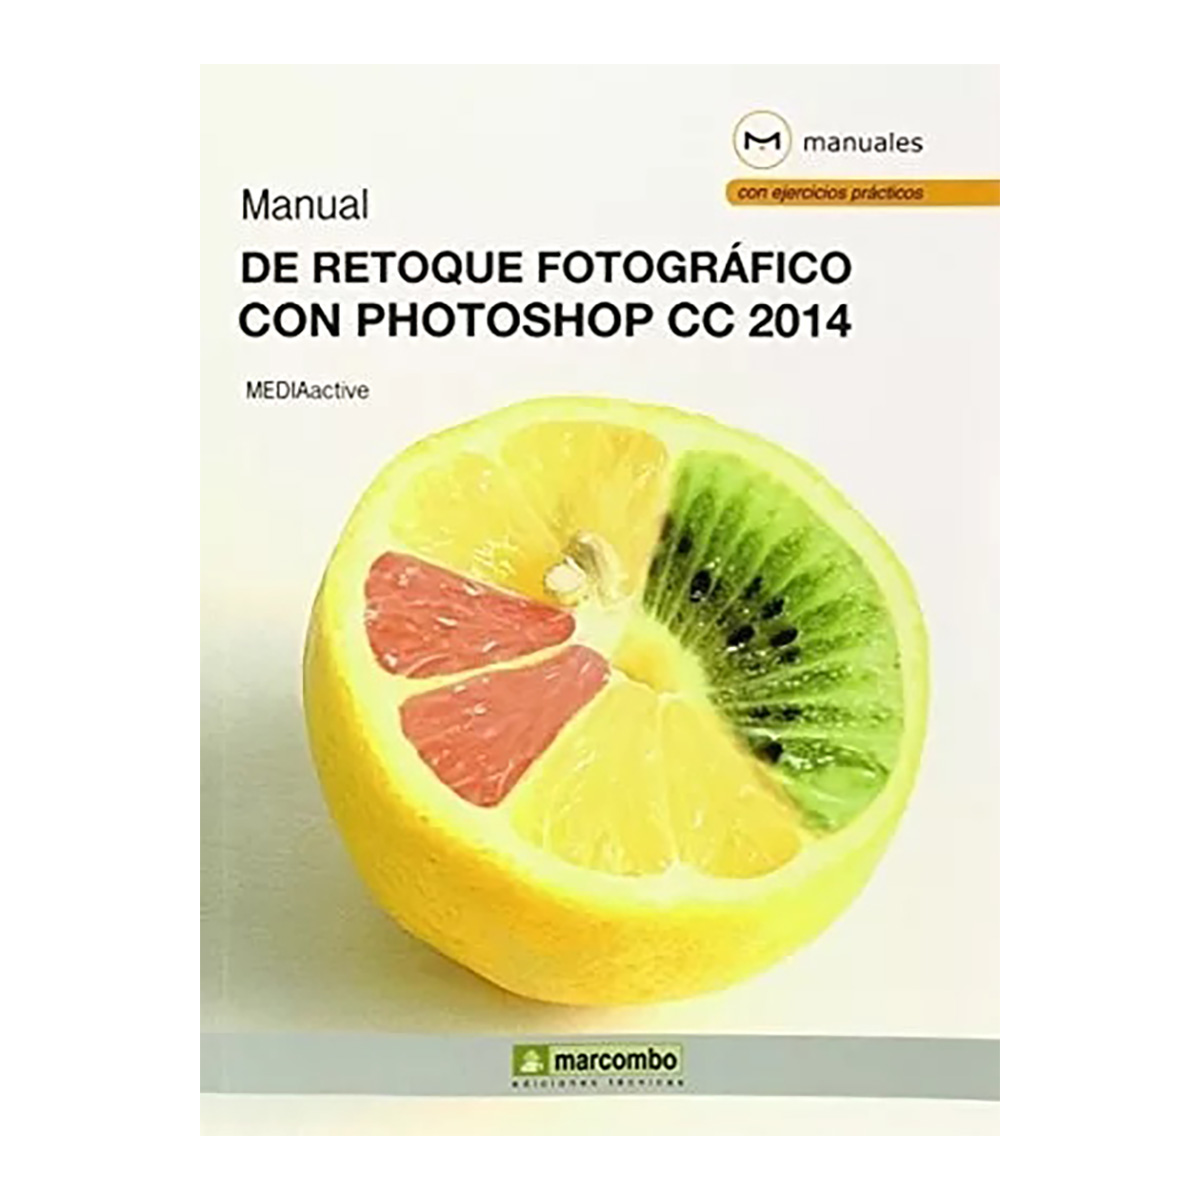 manuales
con ejercicios prácticos
Manual
DE RETOQUE FOTOGRÁFICO
CON PHOTOSHOP CC 2014
MEDIAactive
marcombo
ediciones técnicas